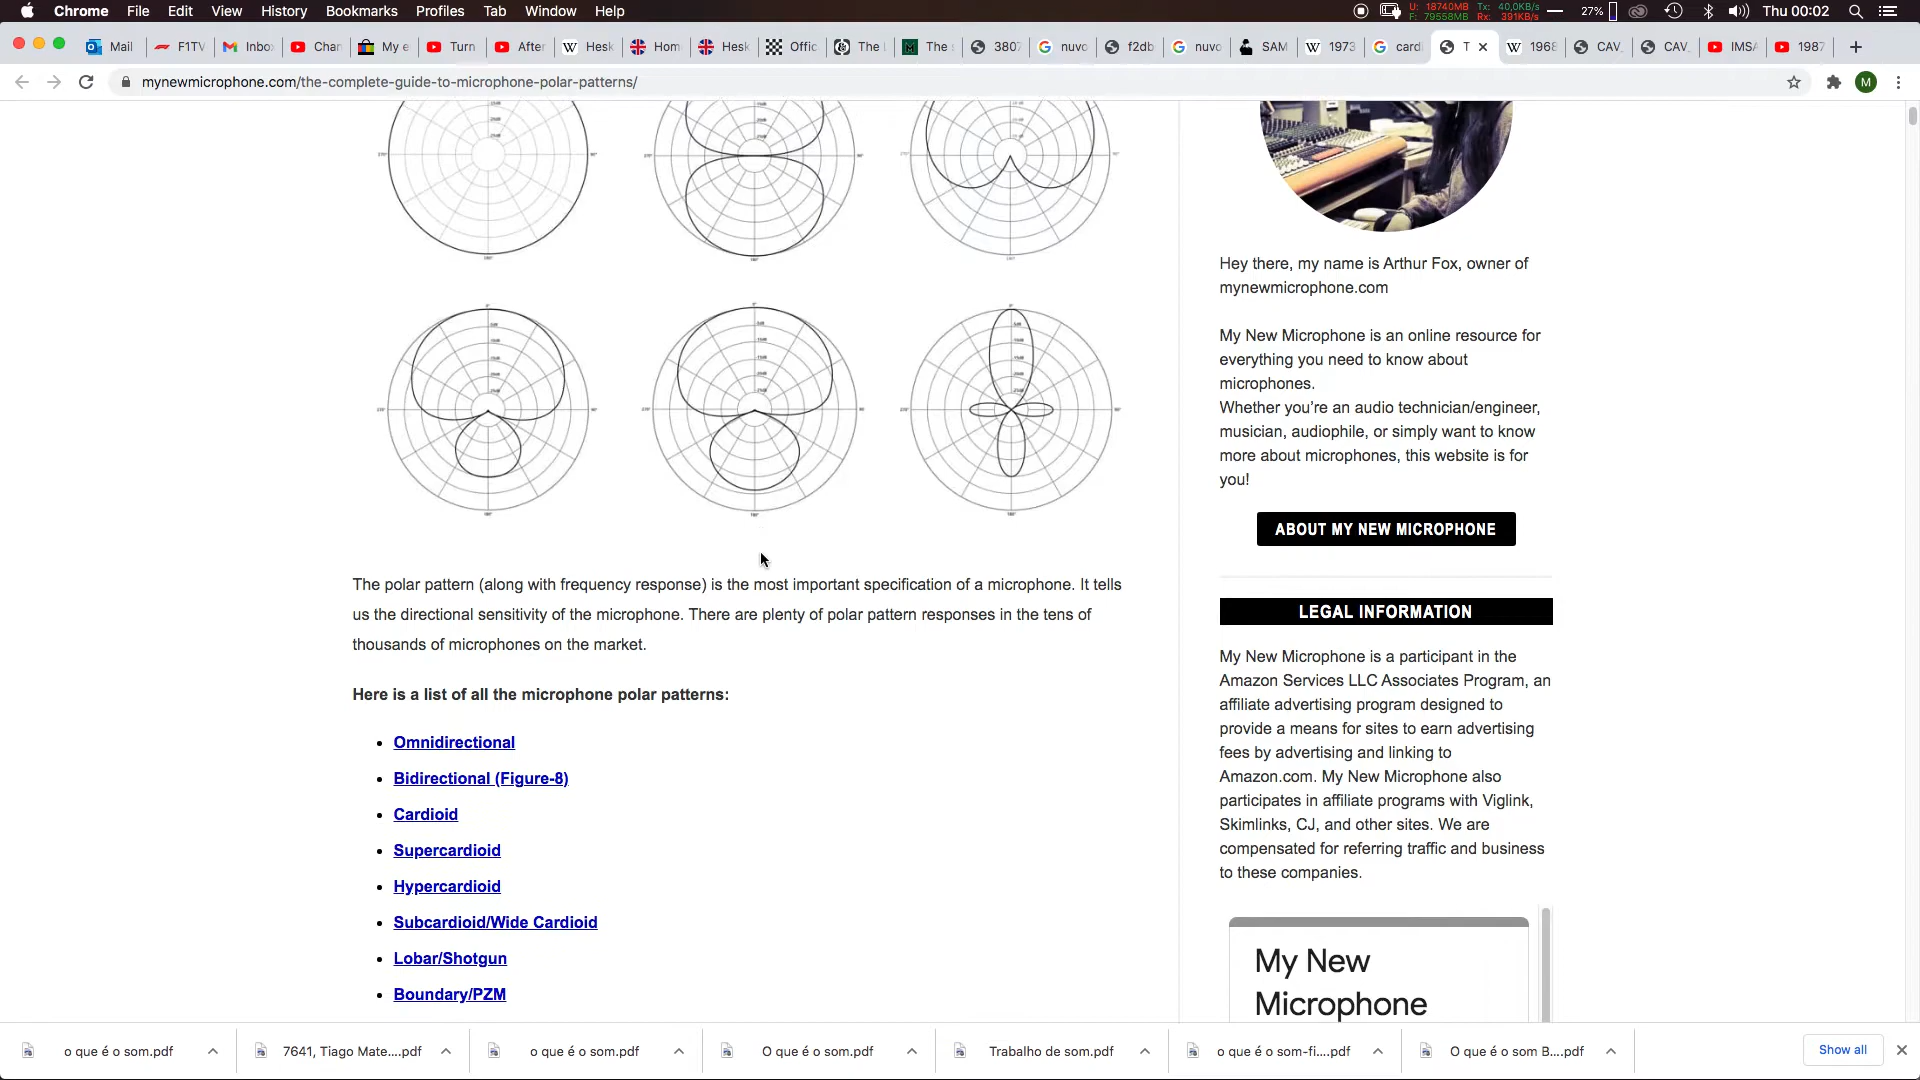 Chrome File Edit View History Bookmarks Profiles Tab Window Help U: 18740MB Tx: 40,0KB/s F: 79558MB Rx: 391KB/s 27% Thu 00:02
Mail F1TV Inbo Char My e Turn After Hesk Hom Hesk Offic The The 3807 nuvo f2db nuvo SAM 1973 cardi T 1968 CAV CAV IMSA 1987
mynewmicrophone.com/the-complete-guide-to-microphone-polar-patterns/ M
Hey there, my name is Arthur Fox, owner of
mynewmicrophone.com
My New Microphone is an online resource for
everything you need to know about
microphones.
Whether you're an audio technician/engineer,
musician, audiophile, or simply want to know
more about microphones, this website is for
you!
ABOUT MY NEW MICROPHONE
The polar pattern (along with frequency response) is the most important specification of a microphone. It tells
us the directional sensitivity of the microphone. There are plenty of polar pattern responses in the tens of
thousands of microphones on the market.
Here is a list of all the microphone polar patterns:
• Omnidirectional
• Bidirectional (Figure-8)
• Cardioid
• Supercardioid
• Hypercardioid
• Subcardioid/Wide Cardioid
• Lobar/Shotgun
• Boundary/PZM
LEGAL INFORMATION
My New Microphone is a participant in the
Amazon Services LLC Associates Program, an
affiliate advertising program designed to
provide a means for sites to earn advertising
fees by advertising and linking to
Amazon.com. My New Microphone also
participates in affiliate programs with Viglink,
Skimlinks, CJ, and other sites. We are
compensated for referring traffic and business
to these companies.
My New
Microphone
o que é o som.pdf 7641, Tiago Mate....pdf o que é o som.pdf O que é o som.pdf Trabalho de som.pdf o que é o som-fi....pdf O que é o som B....pdf Show all